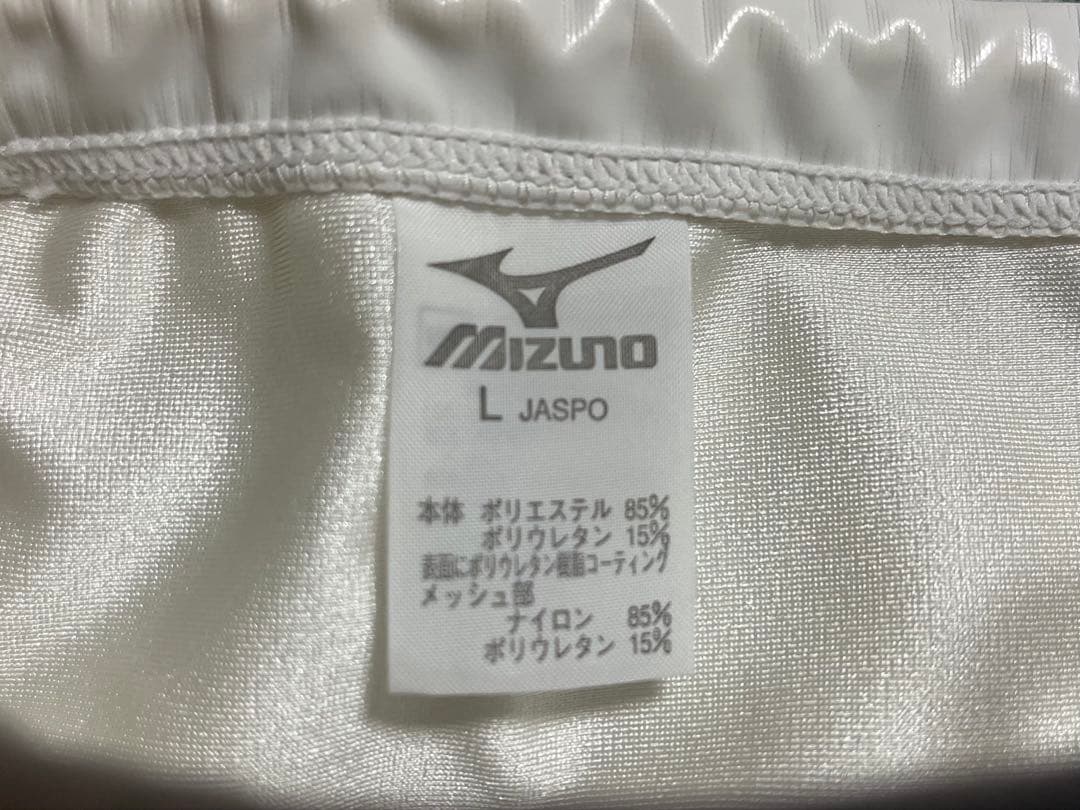 MIZUNO
L JASPO
本体 ポリエステル 85%
ポリウレタン 15%
表面にポリウレタン樹脂コーティング
メッシュ部
ナイロン 85%
ポリウレタン 15%